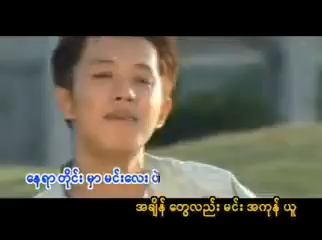 နေရာ တိုင်း မှာ မင်းလေး ပါ
အချိန် တွေလည်း မင်း အကုန် ယူ